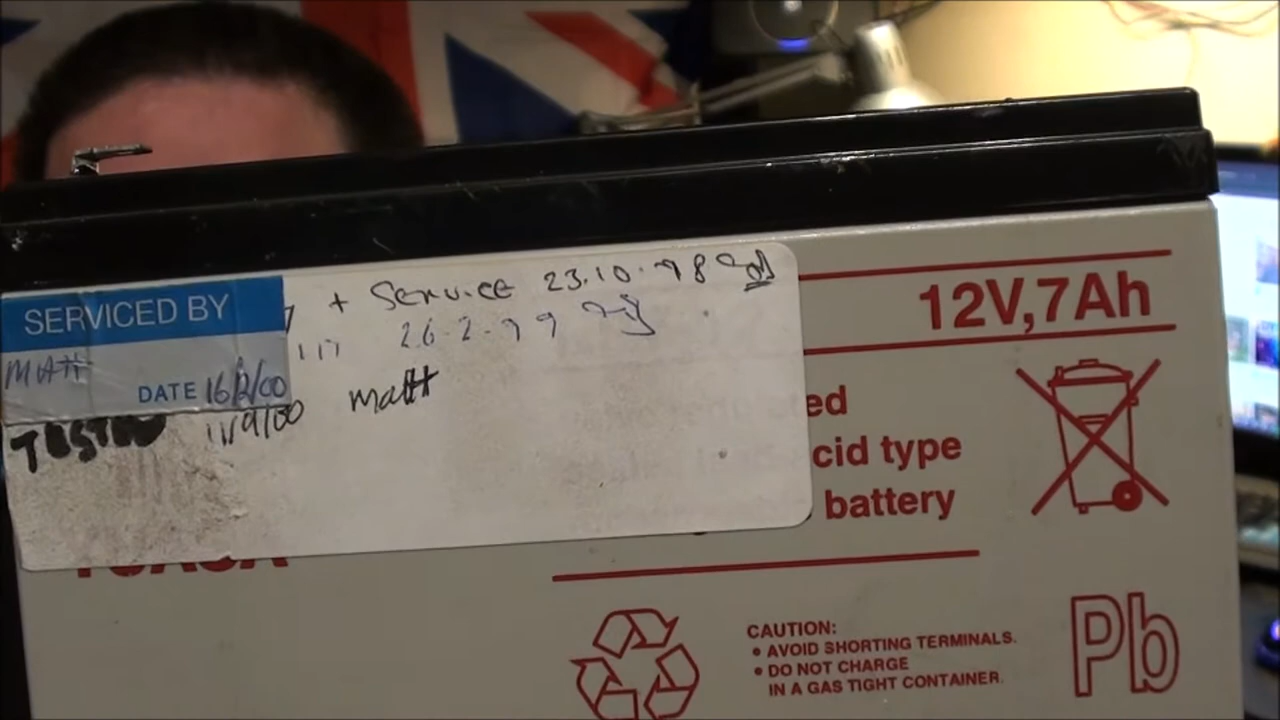 + Service 23.10.98
26-2-99
SERVICED BY
Matt
DATE 16/2/00
TESTED 11/9/00 matt
12V,7Ah
ed
cid type
battery
YUASA
CAUTION:
• AVOID SHORTING TERMINALS.
• DO NOT CHARGE
IN A GAS TIGHT CONTAINER.
Pb